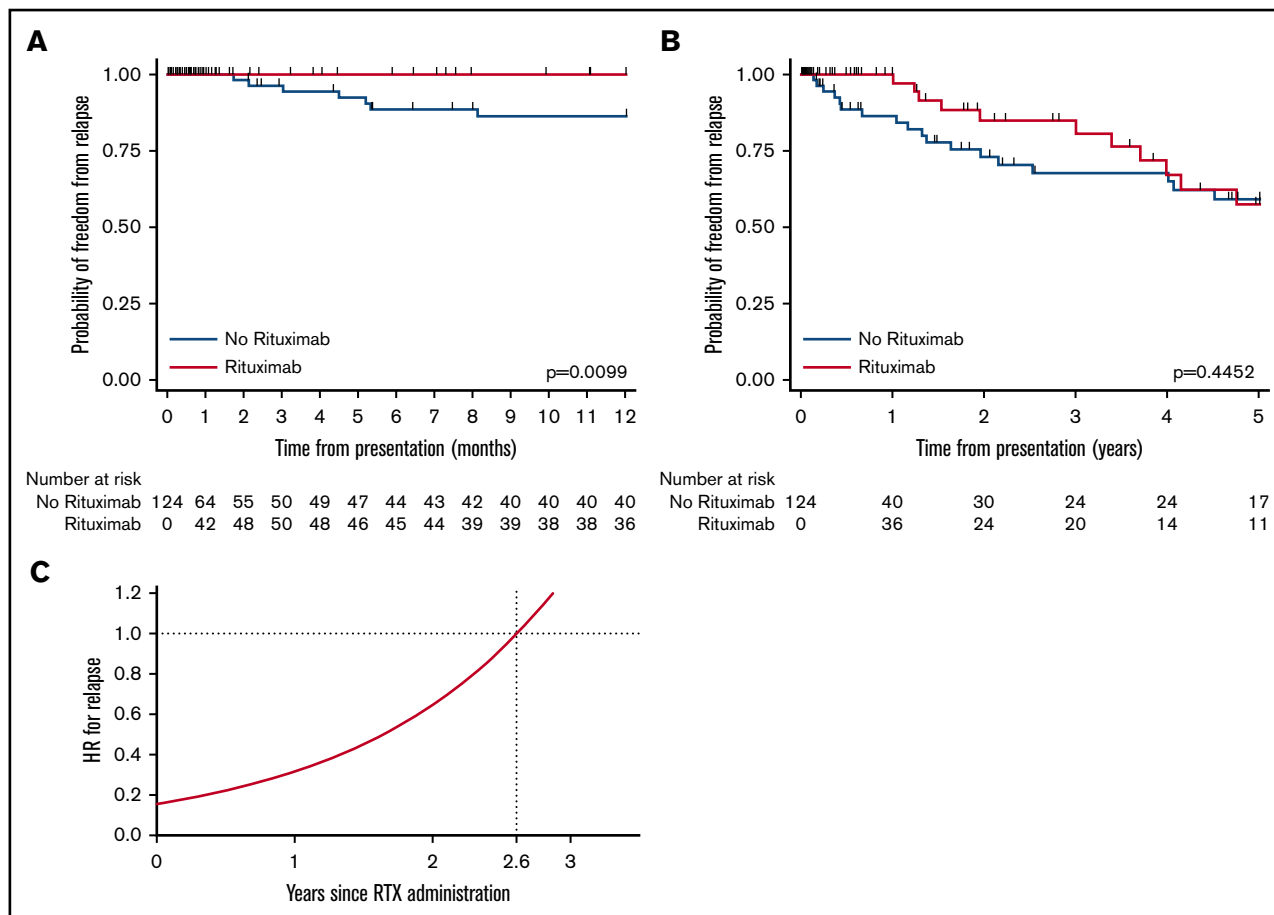 A
Probability of freedom from relapse
1.00
0.75
0.50
0.25
0.00
No Rituximab
Rituximab
p=0.0099
0 1 2 3 4 5 6 7 8 9 10 11 12
Time from presentation (months)
Number at risk
No Rituximab 124 64 55 50 49 47 44 43 42 40 40 40 40
Rituximab 0 42 48 50 48 46 45 44 39 39 38 38 36
B
Probability of freedom from relapse
1.00
0.75
0.50
0.25
0.00
No Rituximab
Rituximab
p=0.4452
0 1 2 3 4 5
Time from presentation (years)
Number at risk
No Rituximab 124 40 30 24 24 17
Rituximab 0 36 24 20 14 11
C
HR for relapse
1.2
1.0
0.8
0.6
0.4
0.2
0.0
0 1 2 2.6 3
Years since RTX administration